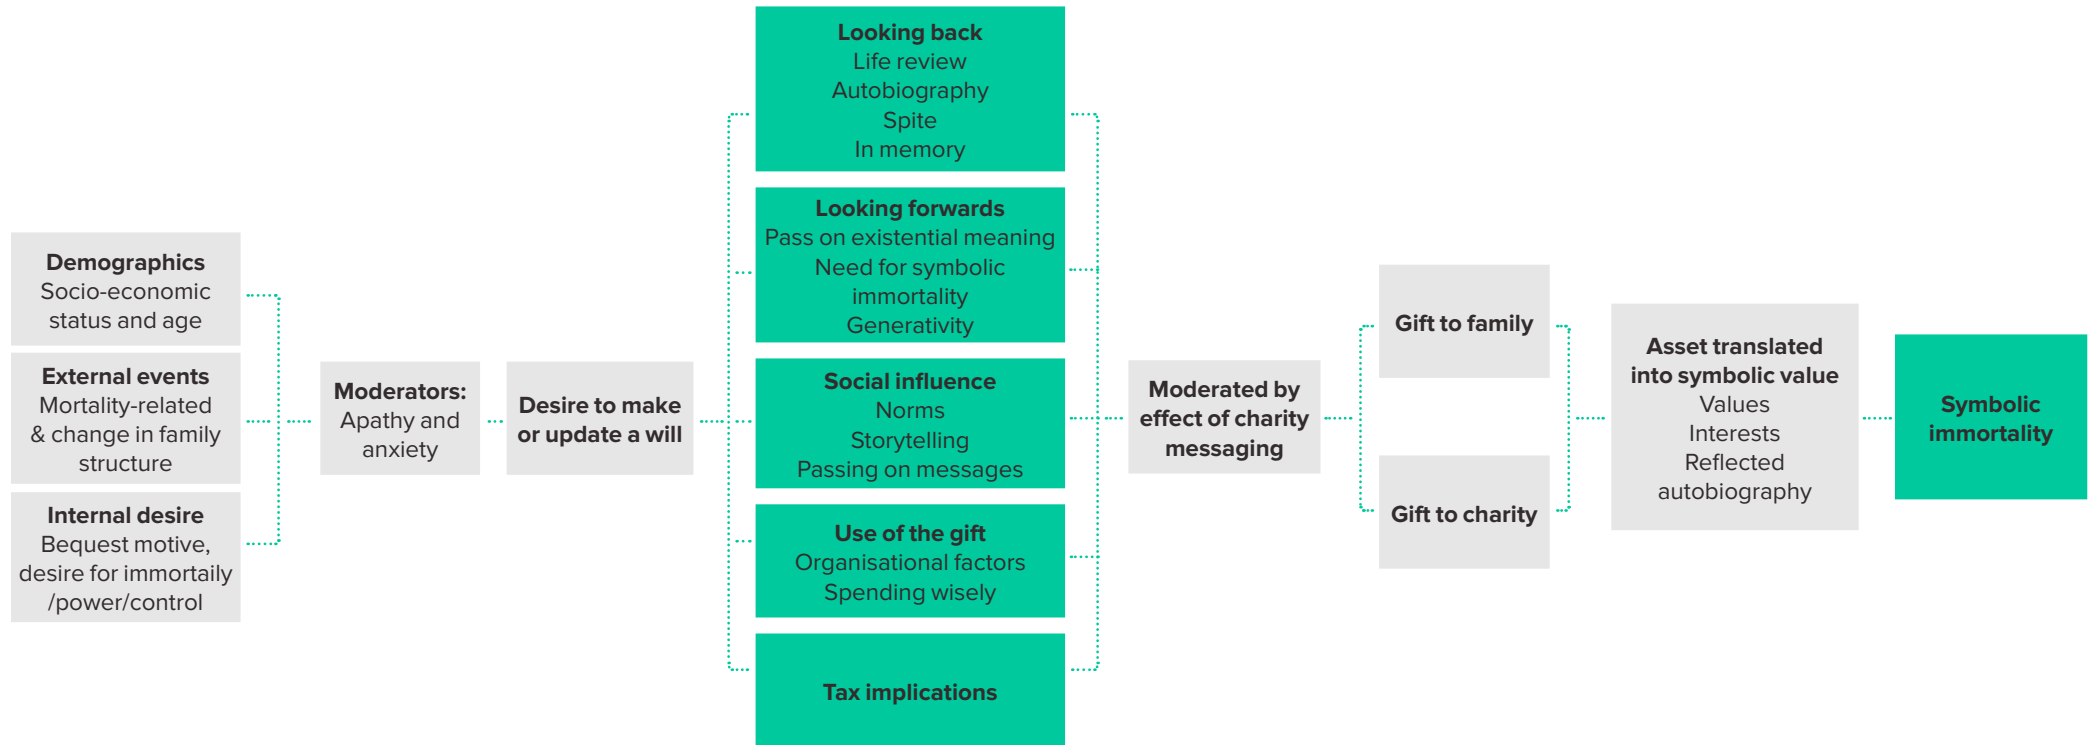 Demographics
Socio-economic
status and age
External events
Mortality-related
& change in family
structure
Internal desire
Bequest motive,
desire for immortaily
/power/control
Moderators:
Apathy and
anxiety
Desire to make
or update a will
Looking back
Life review
Autobiography
Spite
In memory
Looking forwards
Pass on existential meaning
Need for symbolic
immortality
Generativity
Social influence
Norms
Storytelling
Passing on messages
Use of the gift
Organisational factors
Spending wisely
Tax implications
Moderated by
effect of charity
messaging
Gift to family
Gift to charity
Asset translated
into symbolic value
Values
Interests
Reflected
autobiography
Symbolic
immortality